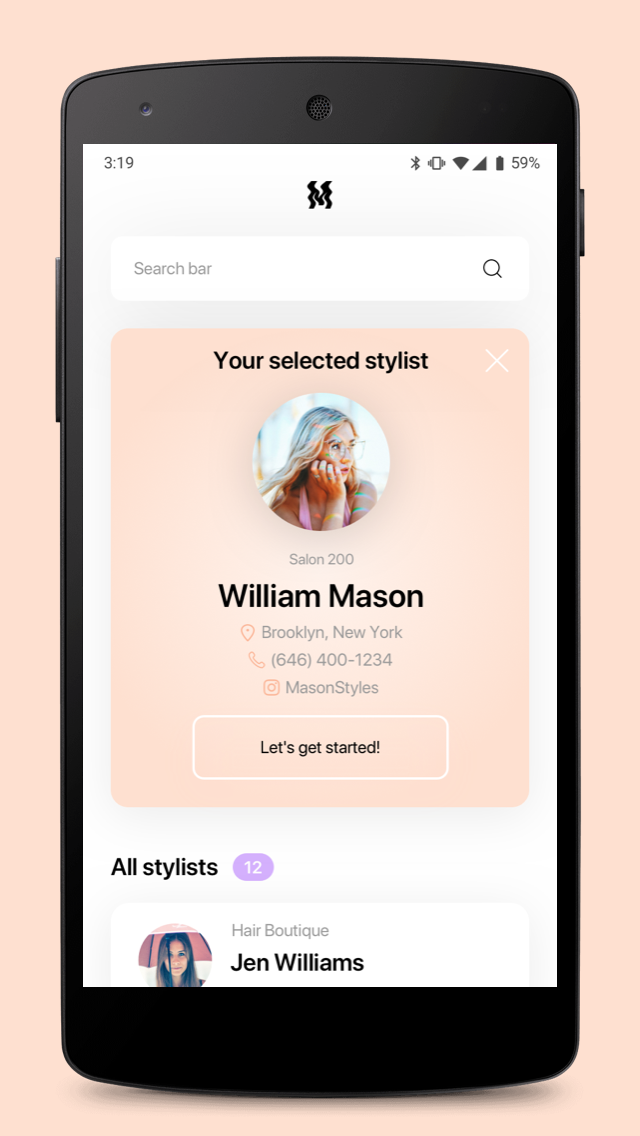 3:19
59%
Search bar
Your selected stylist
Salon 200
William Mason
Brooklyn, New York
(646) 400-1234
MasonStyles
Let's get started!
All stylists 12
Hair Boutique
Jen Williams